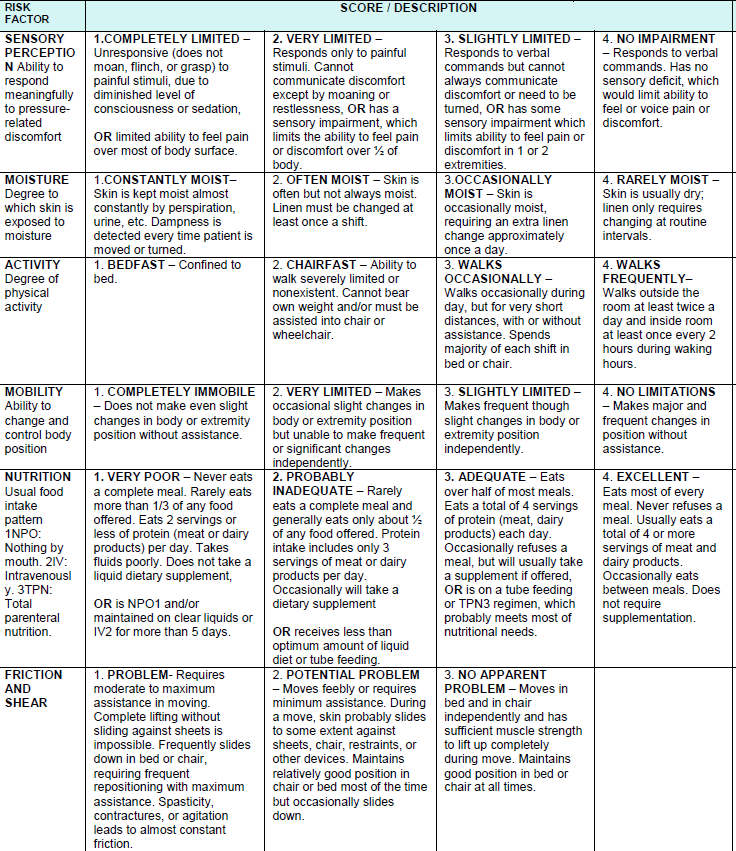 RISK
FACTOR
SCORE / DESCRIPTION
SENSORY
PERCEPTIO
N Ability to
respond
meaningfully
to pressure-
related
discomfort
1.COMPLETELY LIMITED –
Unresponsive (does not
moan, flinch, or grasp) to
painful stimuli, due to
diminished level of
consciousness or sedation,
OR limited ability to feel pain
over most of body surface.
2. VERY LIMITED –
Responds only to painful
stimuli. Cannot
communicate discomfort
except by moaning or
restlessness, OR has a
sensory impairment, which
limits the ability to feel pain
or discomfort over ½ of
body.
3. SLIGHTLY LIMITED –
Responds to verbal
commands but cannot
always communicate
discomfort or need to be
turned, OR has some
sensory impairment which
limits ability to feel pain or
discomfort in 1 or 2
extremities.
4. NO IMPAIRMENT
– Responds to verbal
commands. Has no
sensory deficit, which
would limit ability to
feel or voice pain or
discomfort.
MOISTURE
Degree to
which skin is
exposed to
moisture
1.CONSTANTLY MOIST–
Skin is kept moist almost
constantly by perspiration,
urine, etc. Dampness is
detected every time patient is
moved or turned.
2. OFTEN MOIST – Skin is
often but not always moist.
Linen must be changed at
least once a shift.
3.OCCASIONALLY
MOIST – Skin is
occasionally moist,
requiring an extra linen
change approximately
once a day.
4. RARELY MOIST –
Skin is usually dry;
linen only requires
changing at routine
intervals.
ACTIVITY
Degree of
physical
activity
1. BEDFAST – Confined to
bed.
2. CHAIRFAST – Ability to
walk severely limited or
nonexistent. Cannot bear
own weight and/or must be
assisted into chair or
wheelchair.
3. WALKS
OCCASIONALLY –
Walks occasionally during
day, but for very short
distances, with or without
assistance. Spends
majority of each shift in
bed or chair.
4. WALKS
FREQUENTLY–
Walks outside the
room at least twice a
day and inside room
at least once every 2
hours during waking
hours.
MOBILITY
Ability to
change and
control body
position
1. COMPLETELY IMMOBILE
– Does not make even slight
changes in body or extremity
position without assistance.
2. VERY LIMITED – Makes
occasional slight changes in
body or extremity position
but unable to make frequent
or significant changes
independently.
3. SLIGHTLY LIMITED –
Makes frequent though
slight changes in body or
extremity position
independently.
4. NO LIMITATIONS
– Makes major and
frequent changes in
position without
assistance.
NUTRITION
Usual food
intake
pattern
1NPO:
Nothing by
mouth. 2IV:
Intravenousl
y. 3TPN:
Total
parenteral
nutrition.
1. VERY POOR – Never eats
a complete meal. Rarely eats
more than 1/3 of any food
offered. Eats 2 servings or
less of protein (meat or dairy
products) per day. Takes
fluids poorly. Does not take a
liquid dietary supplement,
OR is NPO1 and/or
maintained on clear liquids or
IV2 for more than 5 days.
2. PROBABLY
INADEQUATE – Rarely
eats a complete meal and
generally eats only about ½
of any food offered. Protein
intake includes only 3
servings of meat or dairy
products per day.
Occasionally will take a
dietary supplement
OR receives less than
optimum amount of liquid
diet or tube feeding.
3. ADEQUATE – Eats
over half of most meals.
Eats a total of 4 servings
of protein (meat, dairy
products) each day.
Occasionally refuses a
meal, but will usually take
a supplement if offered,
OR is on a tube feeding
or TPN3 regimen, which
probably meets most of
nutritional needs.
4. EXCELLENT –
Eats most of every
meal. Never refuses a
meal. Usually eats a
total of 4 or more
servings of meat and
dairy products.
Occasionally eats
between meals. Does
not require
supplementation.
FRICTION
AND
SHEAR
1. PROBLEM- Requires
moderate to maximum
assistance in moving.
Complete lifting without
sliding against sheets is
impossible. Frequently slides
down in bed or chair,
requiring frequent
repositioning with maximum
assistance. Spasticity,
contractures, or agitation
leads to almost constant
friction.
2. POTENTIAL PROBLEM
– Moves feebly or requires
minimum assistance. During
a move, skin probably slides
to some extent against
sheets, chair, restraints, or
other devices. Maintains
relatively good position in
chair or bed most of the time
but occasionally slides
down.
3. NO APPARENT
PROBLEM – Moves in
bed and in chair
independently and has
sufficient muscle strength
to lift up completely
during move. Maintains
good position in bed or
chair at all times.